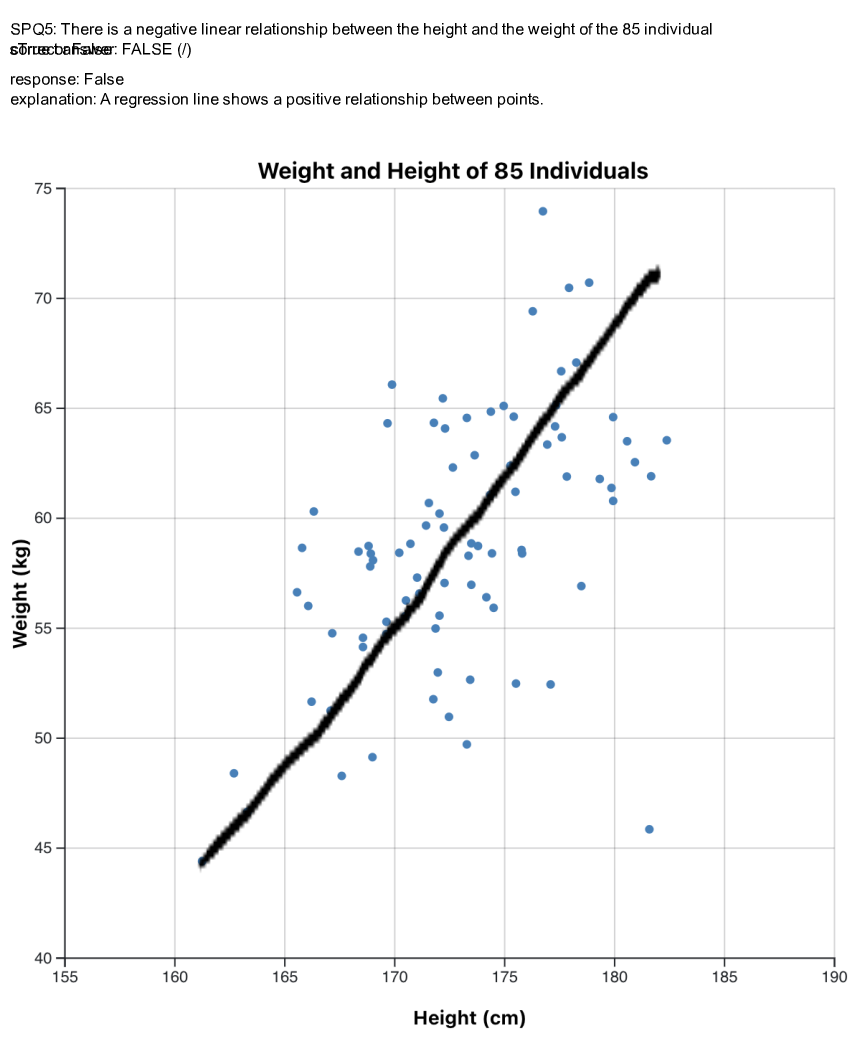 SPQ5: There is a negative linear relationship between the height and the weight of the 85 individual
FALSE (/)
response: False
explanation: A regression line shows a positive relationship between points.
Weight and Height of 85 Individuals
75
70
65
60
55
50
45
40
Weight (kg)
155 160 165 170 175 180 185 190
Height (cm)